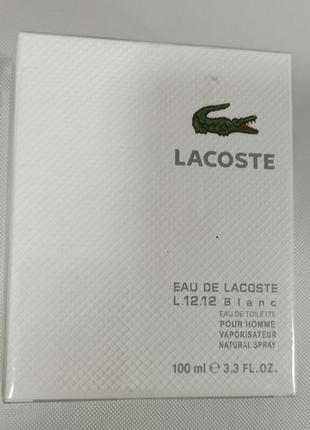 LACOSTE
EAU DE LACOSTE
L.12.12 Blanc
EAU DE TOILETTE
POUR HOMME
VAPORISATEUR
NATURAL SPRAY
100 ml ℮ 3.3 FL.OZ.